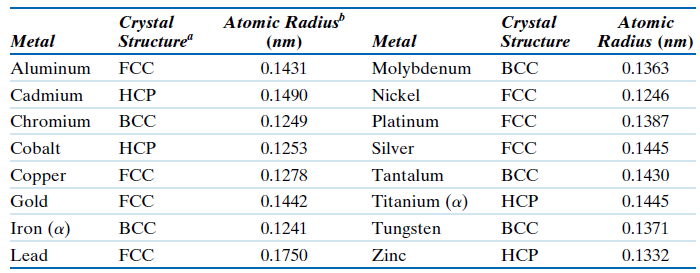 Metal Crystal Structureᵃ Atomic Radiusᵇ (nm) Metal Crystal Structure Atomic Radius (nm)
Aluminum FCC 0.1431 Molybdenum BCC 0.1363
Cadmium HCP 0.1490 Nickel FCC 0.1246
Chromium BCC 0.1249 Platinum FCC 0.1387
Cobalt HCP 0.1253 Silver FCC 0.1445
Copper FCC 0.1278 Tantalum BCC 0.1430
Gold FCC 0.1442 Titanium (α) HCP 0.1445
Iron (α) BCC 0.1241 Tungsten BCC 0.1371
Lead FCC 0.1750 Zinc HCP 0.1332